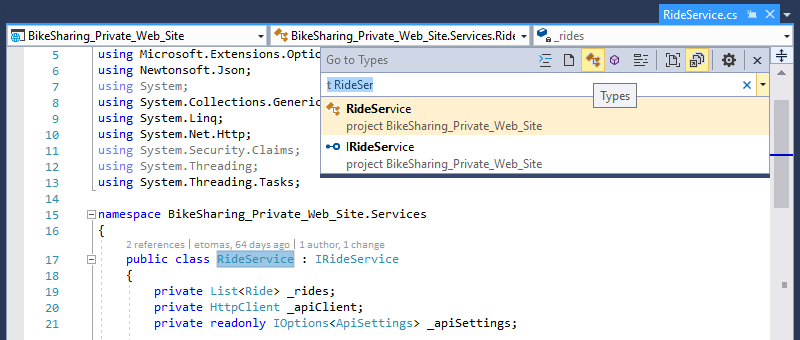 RideService.cs
BikeSharing_Private_Web_Site
BikeSharing_Private_Web_Site.Services.Ride
_rides
Go to Types
t RideSer
Types
RideService
project BikeSharing_Private_Web_Site
IRideService
project BikeSharing_Private_Web_Site
5 using Microsoft.Extensions.Optio
6 using Newtonsoft.Json;
7 using System;
8 using System.Collections.Generic
9 using System.Linq;
10 using System.Net.Http;
11 using System.Security.Claims;
12 using System.Threading;
13 using System.Threading.Tasks;
14
15 namespace BikeSharing_Private_Web_Site.Services
16 {
2 references | etomas, 64 days ago | 1 author, 1 change
17 public class RideService : IRideService
18 {
19 private List<Ride> _rides;
20 private HttpClient _apiClient;
21 private readonly IOptions<ApiSettings> _apiSettings;